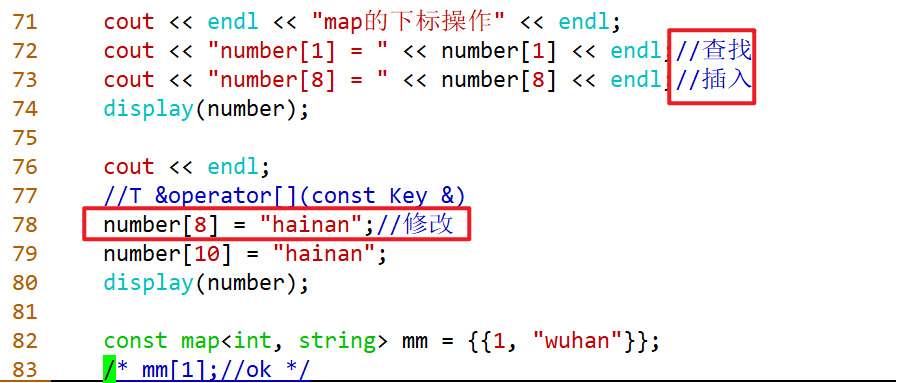 71 cout << endl << "map的下标操作" << endl;
72 cout << "number[1] = " << number[1] << endl;//查找
73 cout << "number[8] = " << number[8] << endl;//插入
74 display(number);
75
76 cout << endl;
77 //T &operator[](const Key &)
78 number[8] = "hainan";//修改
79 number[10] = "hainan";
80 display(number);
81
82 const map<int, string> mm = {{1, "wuhan"}};
83 /* mm[1];//ok */